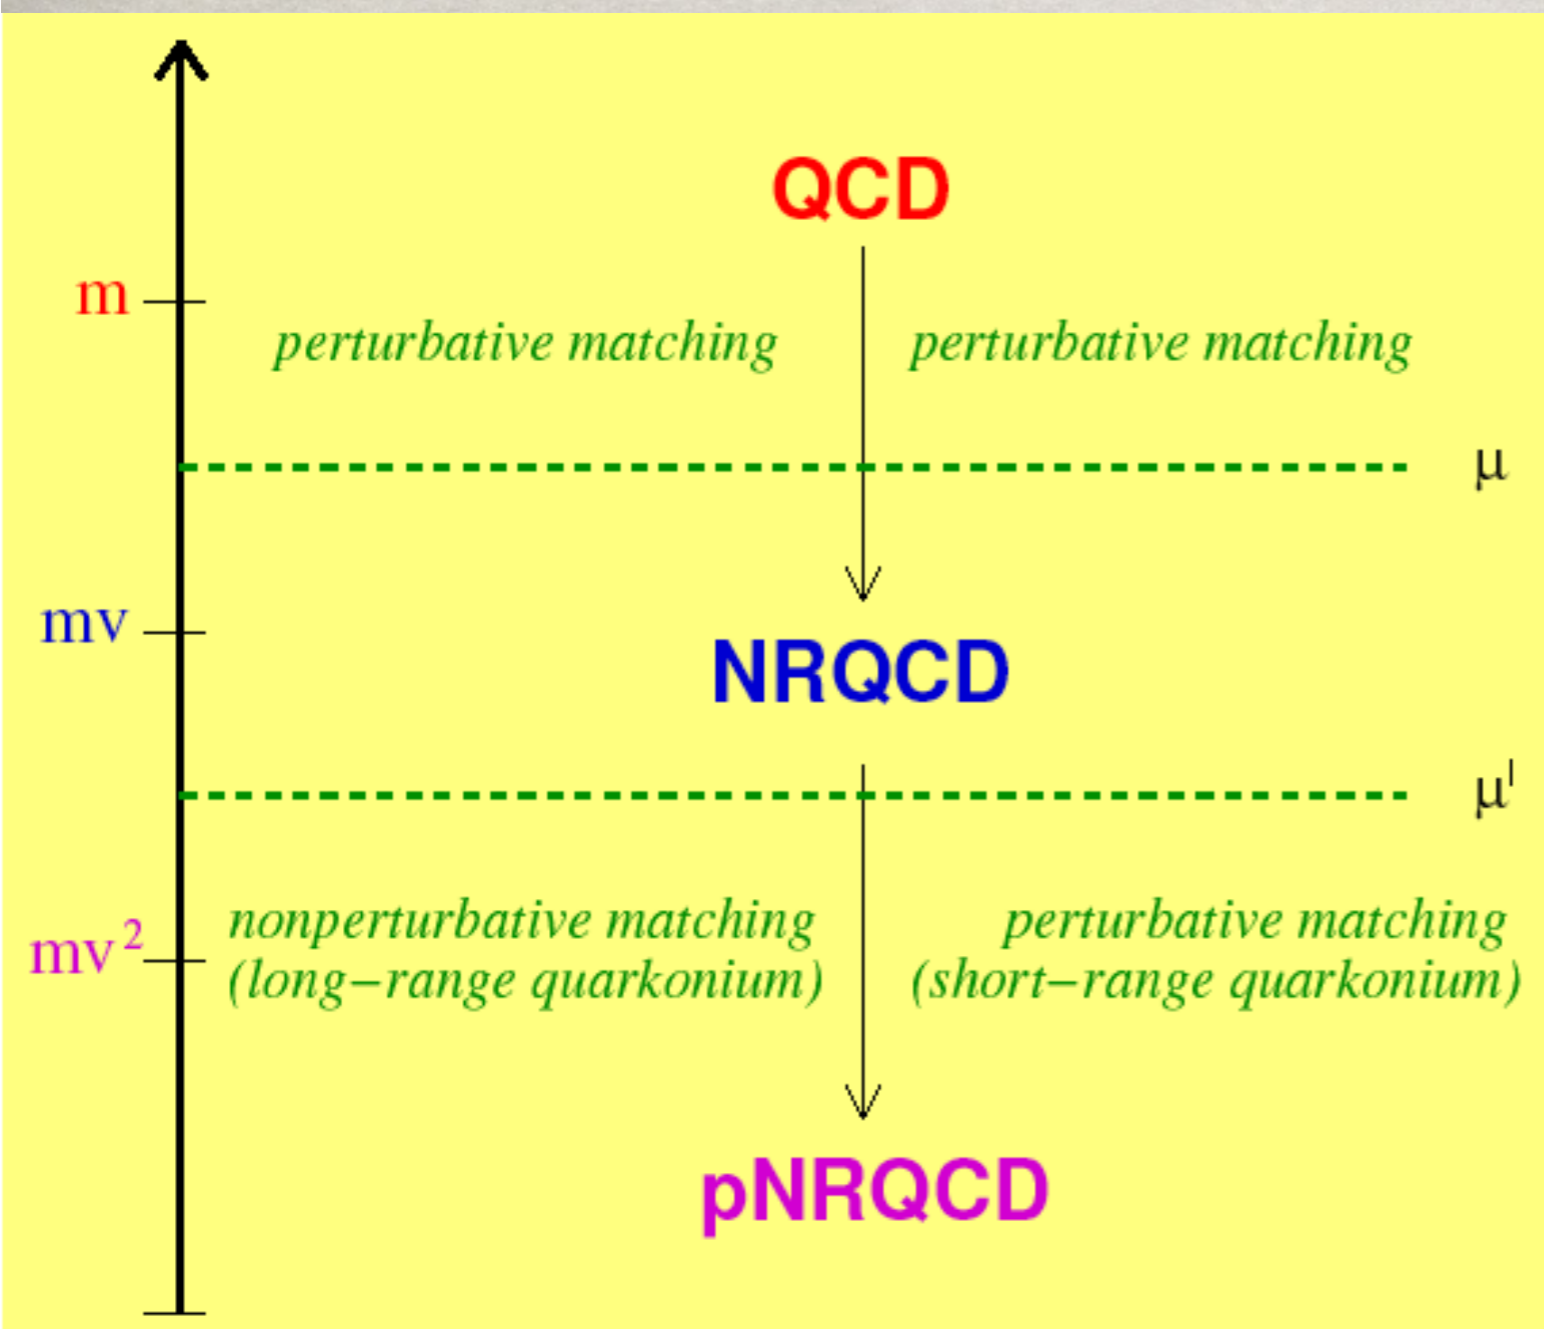 QCD
m
perturbative matching perturbative matching
μ
mv
NRQCD
μ'
nonperturbative matching perturbative matching
mv²
(long–range quarkonium) (short–range quarkonium)
pNRQCD